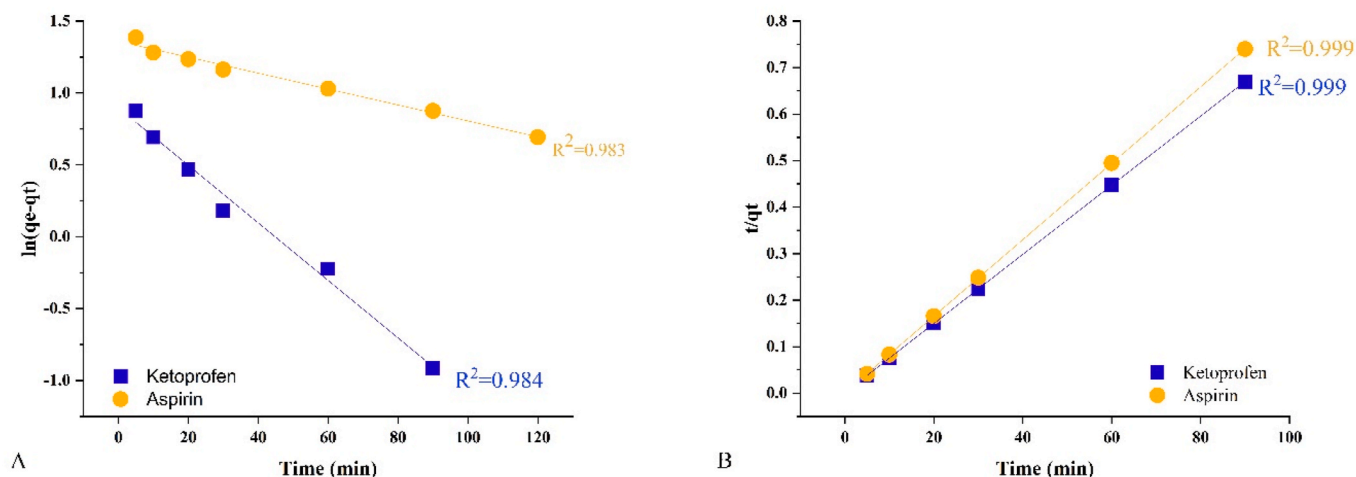 1.5
1.0
0.5
0.0
-0.5
-1.0
ln(qe-qt)
R²=0.983
R²=0.984
Ketoprofen
Aspirin
0 20 40 60 80 100 120
Time (min)
A
0.8
0.7
0.6
0.5
0.4
0.3
0.2
0.1
0.0
t/qt
R²=0.999
R²=0.999
Ketoprofen
Aspirin
0 20 40 60 80 100
Time (min)
B